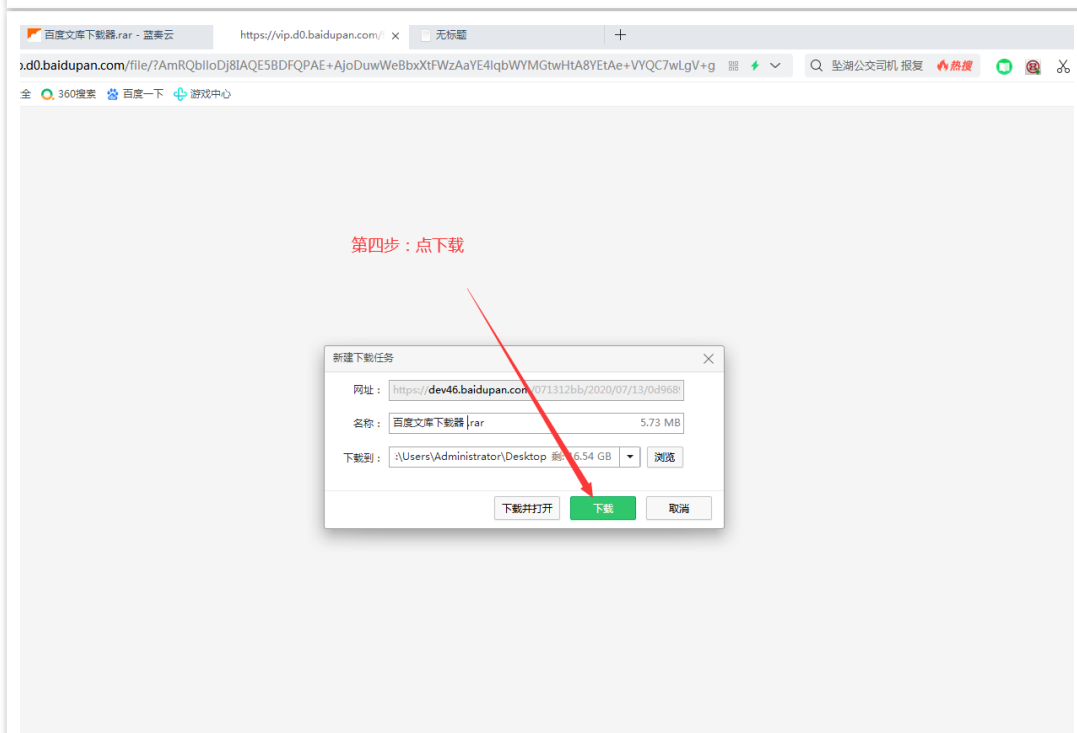 百度文库下载器.rar - 蓝奏云
https://vip.d0.baidupan.com/
无标题
.d0.baidupan.com/file/?AmRQblIoDj8IAQE5BDFQPAE+AjoDuwWeBbxXtFWzAaYE4lqbWYMGtwHtA8YEtAe+VYQC7wLgV+g
坠湖公交司机 报复
热搜
全
360搜索
百度一下
游戏中心
第四步：点下载
新建下载任务
网址：
https://dev46.baidupan.com/071312bb/2020/07/13/0d968
名称：
百度文库下载器 .rar
5.73 MB
下载到：
:\Users\Administrator\Desktop
剩: 16.54 GB
浏览
下载并打开
下载
取消